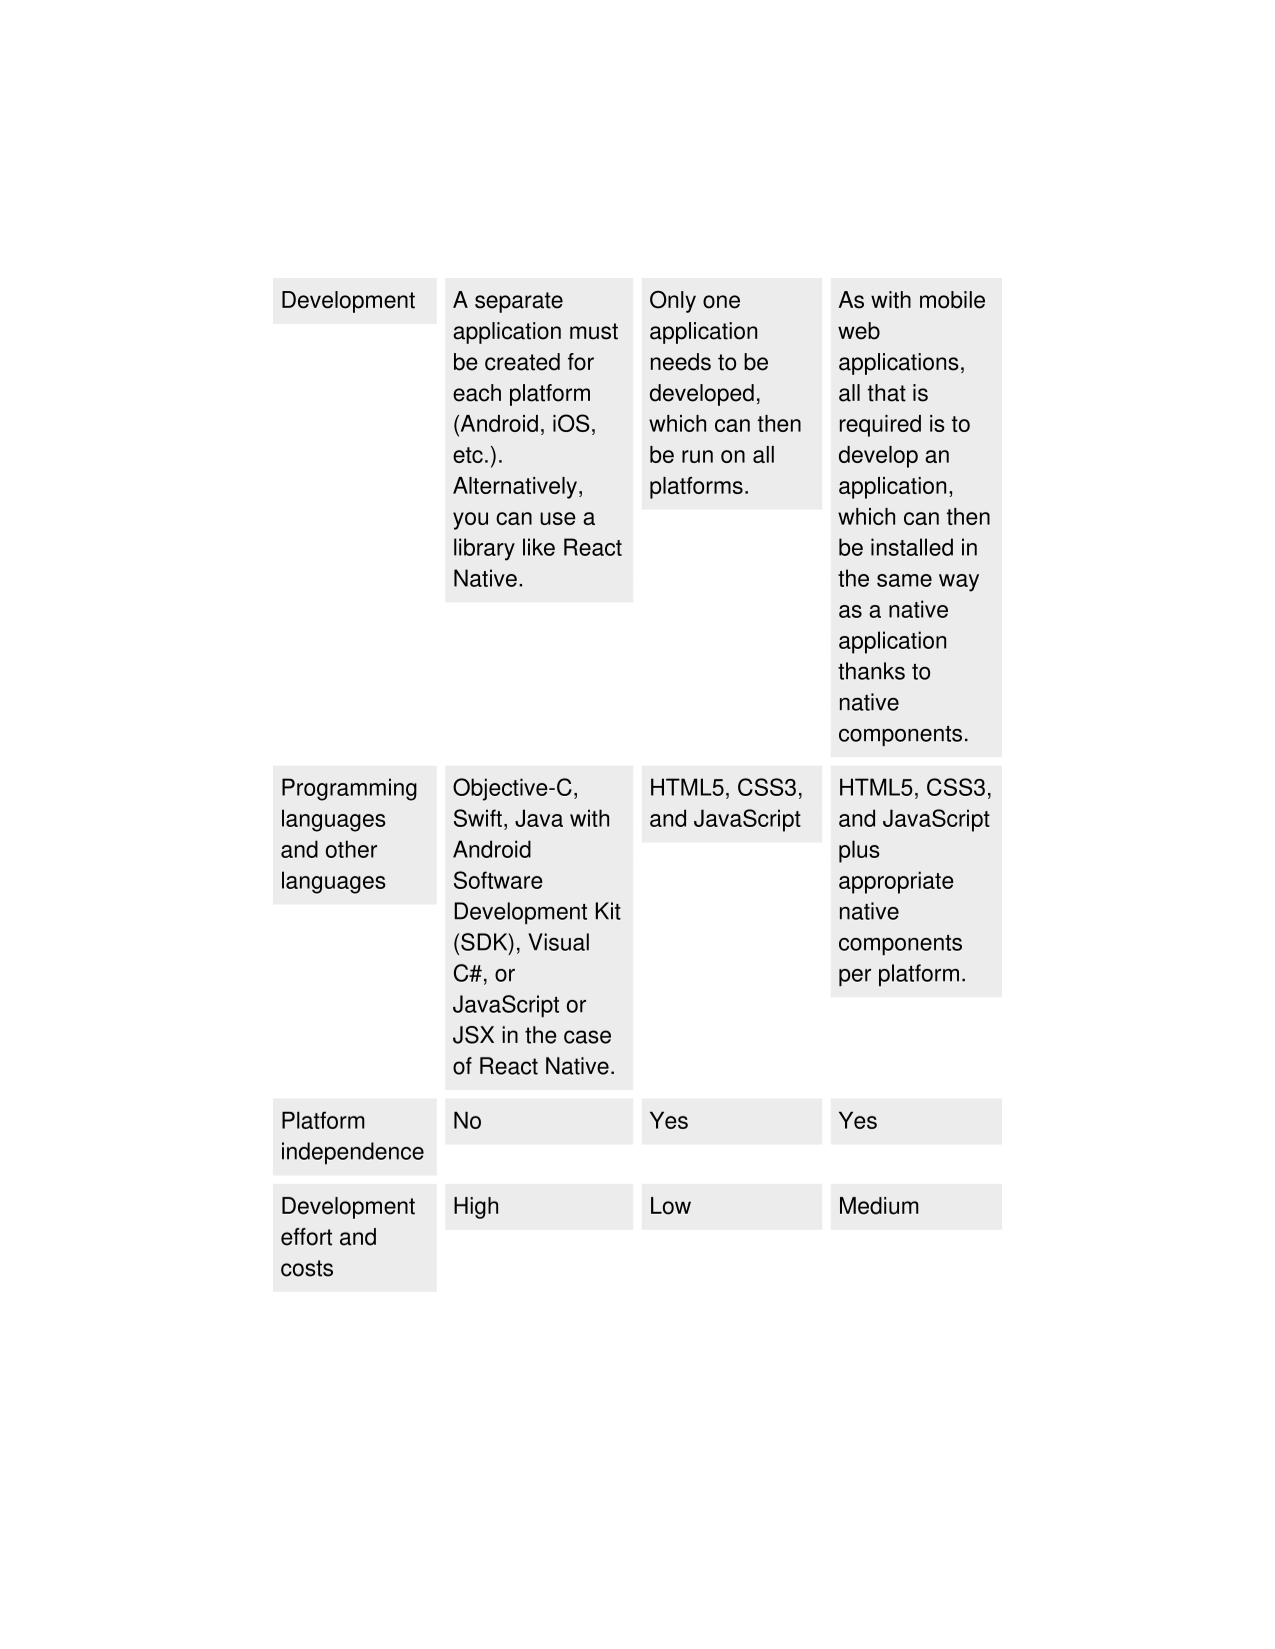 Development
A separate
application must
be created for
each platform
(Android, iOS,
etc.).
Alternatively,
you can use a
library like React
Native.
Only one
application
needs to be
developed,
which can then
be run on all
platforms.
As with mobile
web
applications,
all that is
required is to
develop an
application,
which can then
be installed in
the same way
as a native
application
thanks to
native
components.
Programming
languages
and other
languages
Objective-C,
Swift, Java with
Android
Software
Development Kit
(SDK), Visual
C#, or
JavaScript or
JSX in the case
of React Native.
HTML5, CSS3,
and JavaScript
HTML5, CSS3,
and JavaScript
plus
appropriate
native
components
per platform.
Platform
independence
No
Yes
Yes
Development
effort and
costs
High
Low
Medium